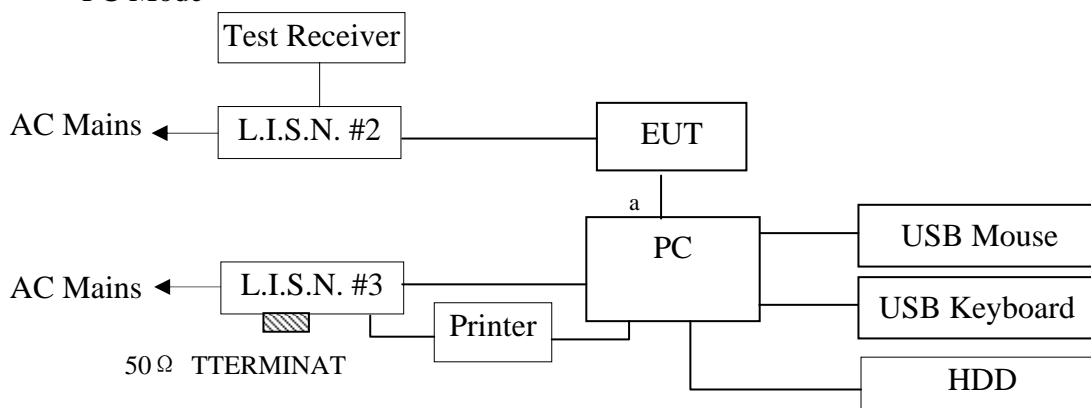 PC Mode
Test Receiver
AC Mains
L.I.S.N. #2
EUT
a
PC
USB Mouse
AC Mains
L.I.S.N. #3
USB Keyboard
Printer
50Ω TTERMINAT
HDD